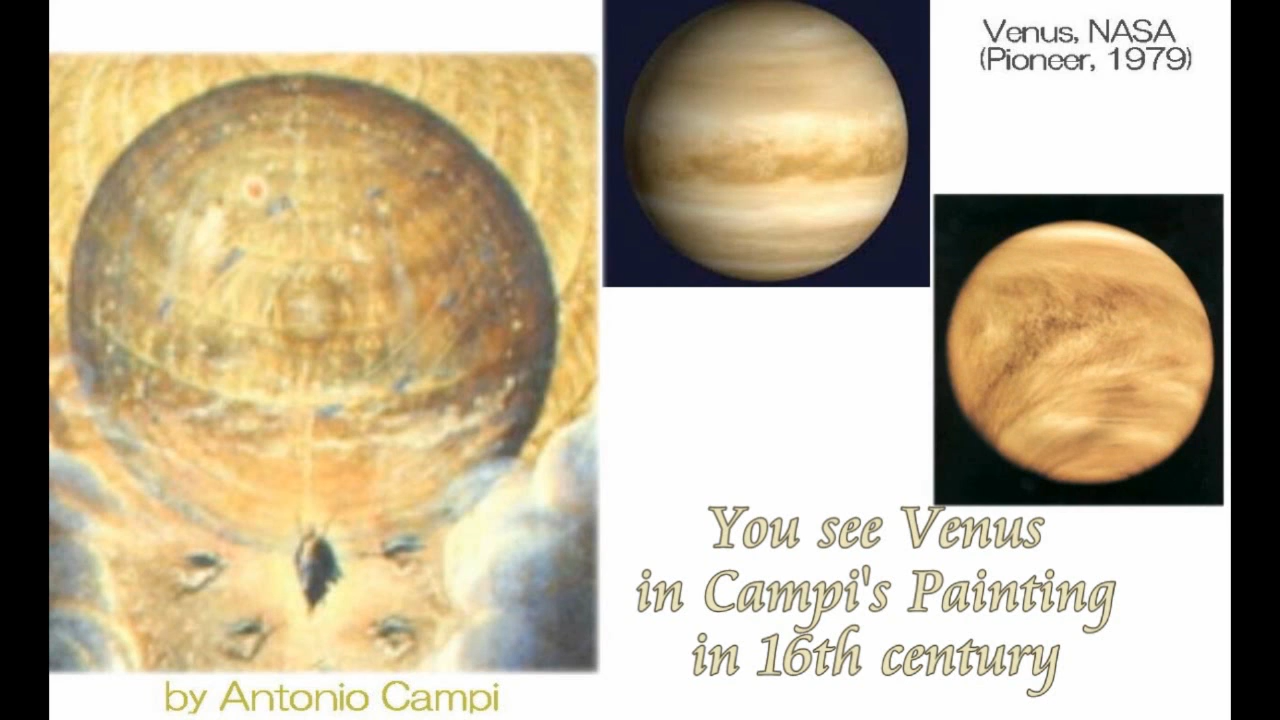 Venus, NASA
(Pioneer, 1979)
You see Venus
in Campi's Painting
in 16th century
by Antonio Campi